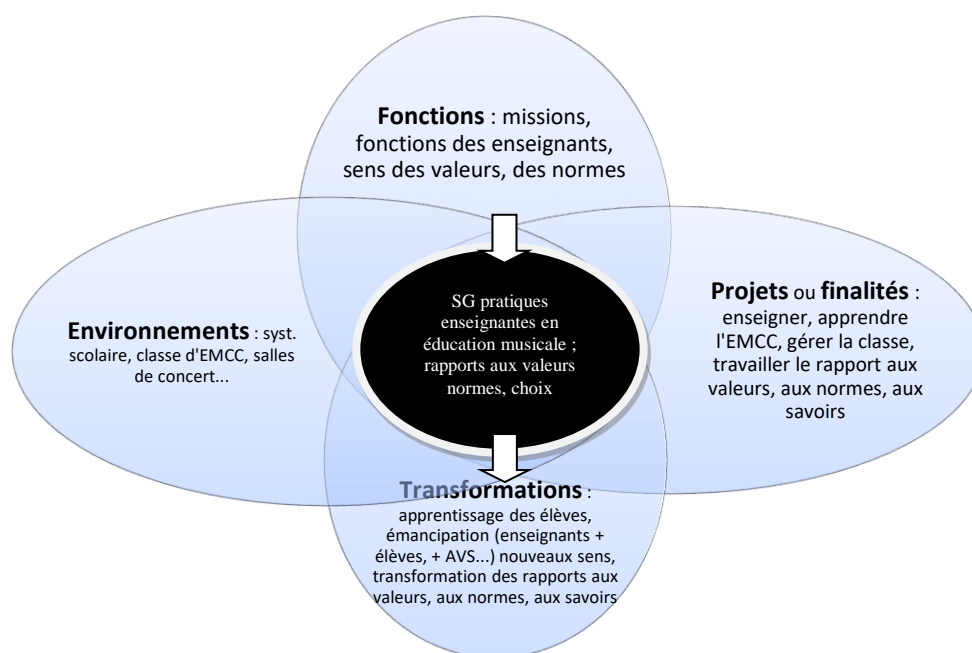 Fonctions : missions,
fonctions des enseignants,
sens des valeurs, des normes
Environnements : syst.
scolaire, classe d'EMCC, salles
de concert...
SG pratiques
enseignantes en
éducation musicale ;
rapports aux valeurs
normes, choix
Projets ou finalités :
enseigner, apprendre
l'EMCC, gérer la classe,
travailler le rapport aux
valeurs, aux normes, aux
savoirs
Transformations :
apprentissage des élèves,
émancipation (enseignants +
élèves, + AVS...) nouveaux sens,
transformation des rapports aux
valeurs, aux normes, aux savoirs